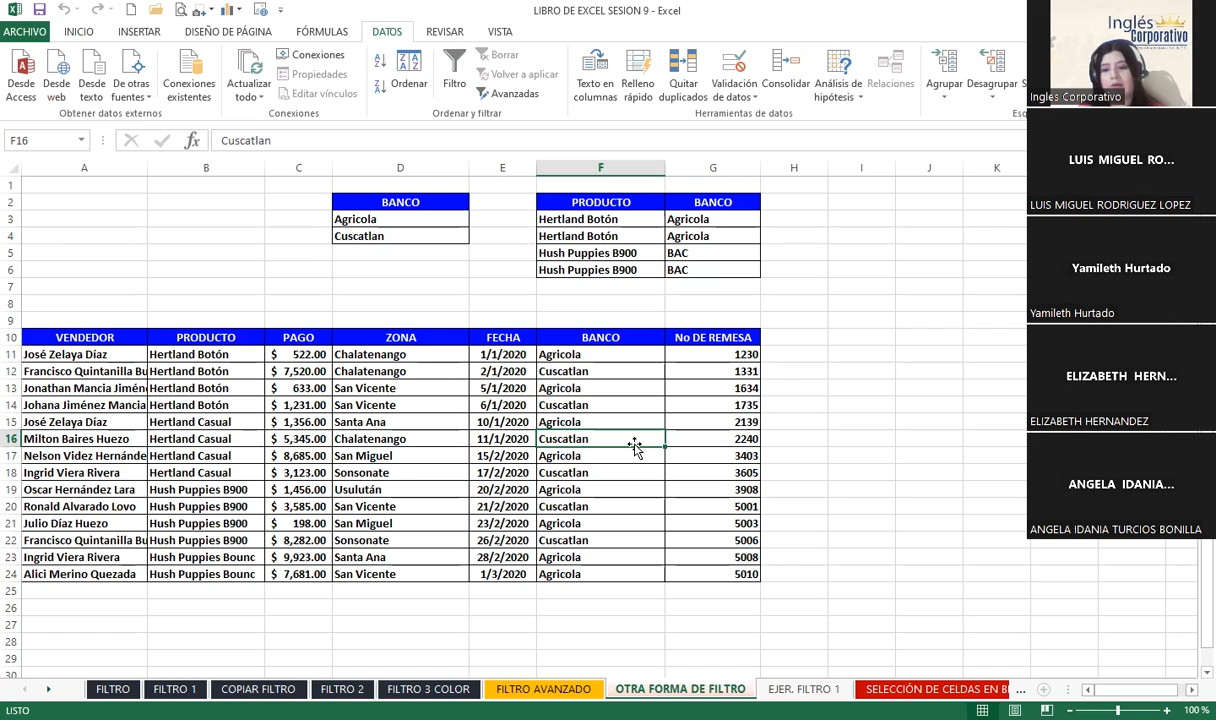 LIBRO DE EXCEL SESION 9 - Excel
ARCHIVO INICIO INSERTAR DISEÑO DE PÁGINA FÓRMULAS DATOS REVISAR VISTA
Desde Access
Desde web
Desde texto
De otras fuentes
Conexiones existentes
Obtener datos externos
Actualizar todo
Conexiones
Propiedades
Editar vínculos
Conexiones
Ordenar
Filtro
Borrar
Volver a aplicar
Avanzadas
Ordenar y filtrar
Texto en columnas
Relleno rápido
Quitar duplicados
Validación de datos
Consolidar
Análisis de hipótesis
Relaciones
Herramientas de datos
Agrupar
Desagrupar
F16 fx Cuscatlan
A B C D E F G H I J K
1
2 BANCO PRODUCTO BANCO
3 Agricola Hertland Botón Agricola
4 Cuscatlan Hertland Botón Agricola
5 Hush Puppies B900 BAC
6 Hush Puppies B900 BAC
7
8
9
10 VENDEDOR PRODUCTO PAGO ZONA FECHA BANCO No DE REMESA
11 José Zelaya Díaz Hertland Botón $ 522.00 Chalatenango 1/1/2020 Agricola 1230
12 Francisco Quintanilla Bu Hertland Botón $ 7,520.00 Chalatenango 2/1/2020 Cuscatlan 1331
13 Jonathan Mancia Jimén Hertland Botón $ 633.00 San Vicente 5/1/2020 Agricola 1634
14 Johana Jiménez Mancia Hertland Botón $ 1,231.00 San Vicente 6/1/2020 Cuscatlan 1735
15 José Zelaya Díaz Hertland Casual $ 1,356.00 Santa Ana 10/1/2020 Agricola 2139
16 Milton Baires Huezo Hertland Casual $ 5,345.00 Chalatenango 11/1/2020 Cuscatlan 2240
17 Nelson Videz Hernánde Hertland Casual $ 8,685.00 San Miguel 15/2/2020 Agricola 3403
18 Ingrid Viera Rivera Hertland Casual $ 3,123.00 Sonsonate 17/2/2020 Cuscatlan 3605
19 Oscar Hernández Lara Hush Puppies B900 $ 1,456.00 Usulután 20/2/2020 Agricola 3908
20 Ronald Alvarado Lovo Hush Puppies B900 $ 3,585.00 San Vicente 21/2/2020 Cuscatlan 5001
21 Julio Díaz Huezo Hush Puppies B900 $ 198.00 San Miguel 23/2/2020 Agricola 5003
22 Francisco Quintanilla Bu Hush Puppies B900 $ 8,282.00 Sonsonate 26/2/2020 Cuscatlan 5006
23 Ingrid Viera Rivera Hush Puppies Bounc $ 9,923.00 Santa Ana 28/2/2020 Agricola 5008
24 Alici Merino Quezada Hush Puppies Bounc $ 7,681.00 San Vicente 1/3/2020 Agricola 5010
25
26
27
28
29
30
FILTRO FILTRO 1 COPIAR FILTRO FILTRO 2 FILTRO 3 COLOR FILTRO AVANZADO OTRA FORMA DE FILTRO EJER. FILTRO 1 SELECCIÓN DE CELDAS EN B ...
LISTO 100 %
Inglés
Corporativo
Inglés Corporativo
LUIS MIGUEL RO...
LUIS MIGUEL RODRIGUEZ LOPEZ
Yamileth Hurtado
Yamileth Hurtado
ELIZABETH HERN...
ELIZABETH HERNANDEZ
ANGELA IDANIA...
ANGELA IDANIA TURCIOS BONILLA